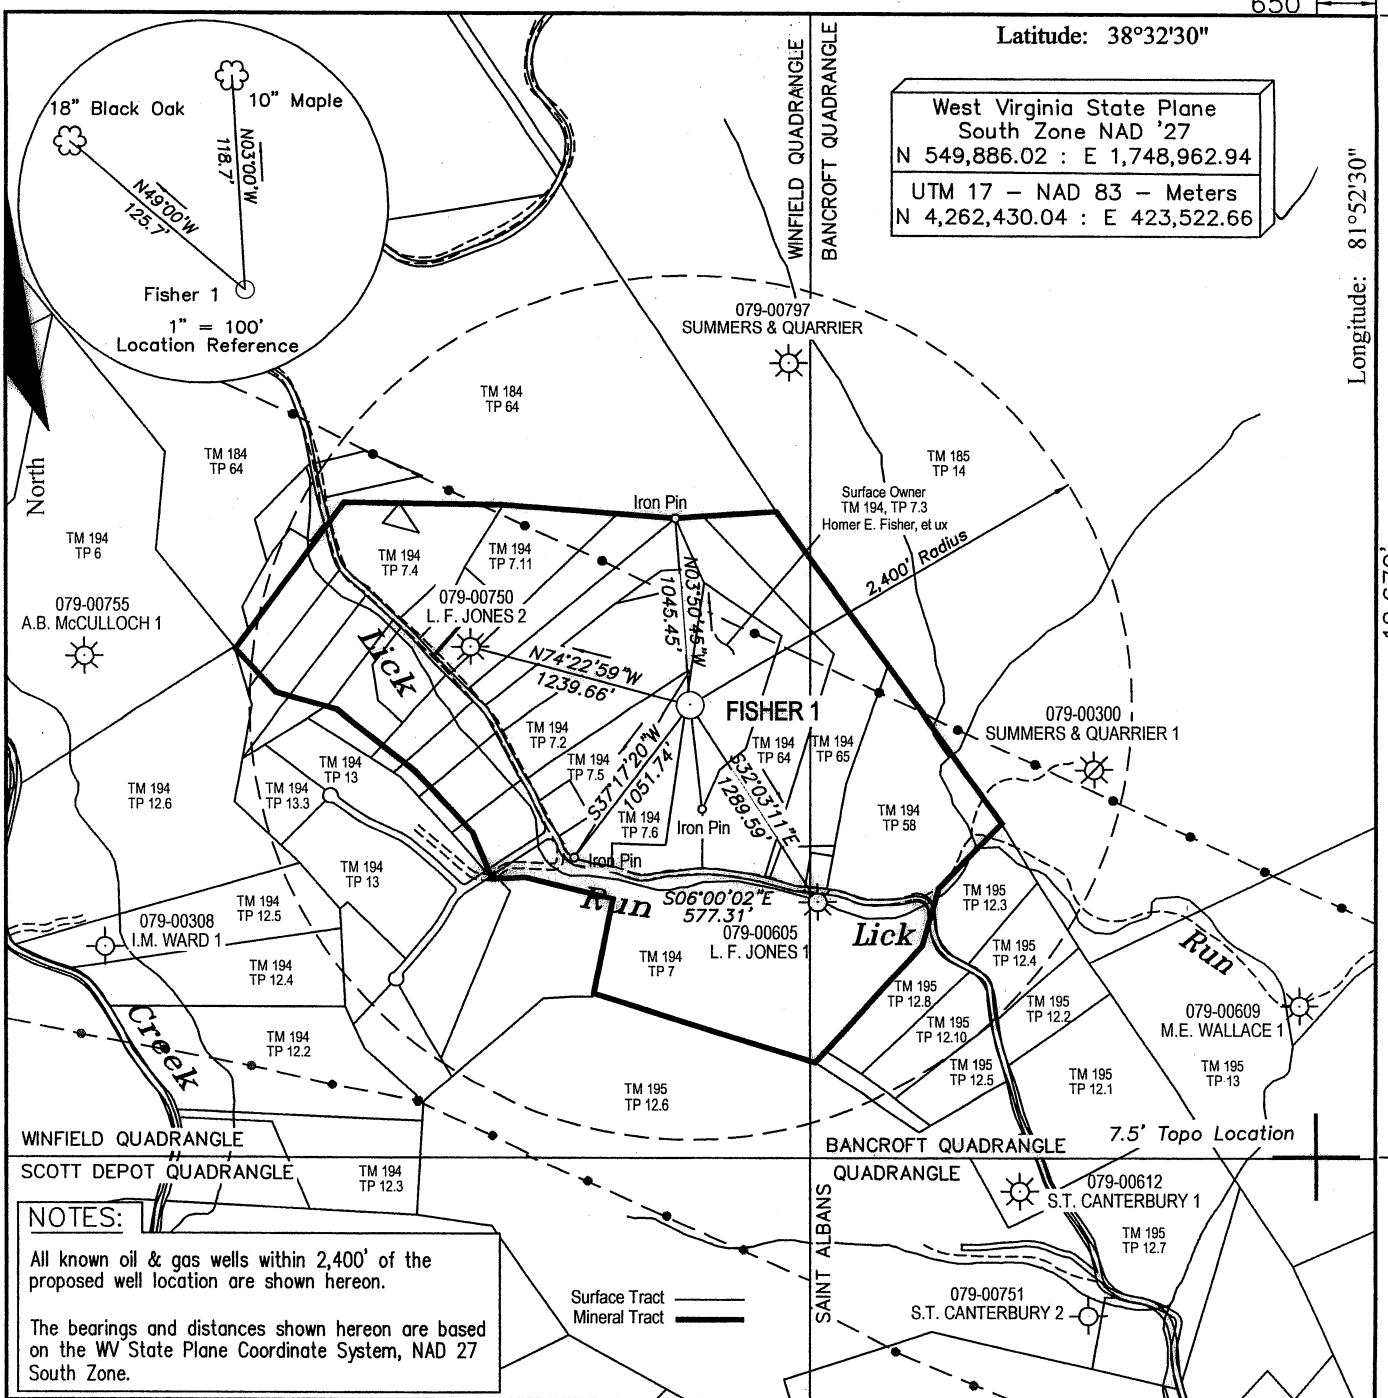 650
Latitude: 38°32'30"
Longitude: 81°52'30"
WINFIELD QUADRANGLE
BANCROFT QUADRANGLE
West Virginia State Plane
South Zone NAD '27
N 549,886.02 : E 1,748,962.94
UTM 17 – NAD 83 – Meters
N 4,262,430.04 : E 423,522.66
18" Black Oak
10" Maple
N03°00'W
118.7'
N49°00'W
125.7'
Fisher 1
1" = 100'
Location Reference
North
079-00797
SUMMERS & QUARRIER
TM 184
TP 64
TM 184
TP 64
TM 185
TP 14
Iron Pin
Surface Owner
TM 194, TP 7.3
Homer E. Fisher, et ux
2,400' Radius
TM 194
TP 6
TM 194
TP 7.4
TM 194
TP 7.11
079-00755
A.B. McCULLOCH 1
079-00750
L. F. JONES 2
N03°50'45"W
1045.45'
Lick
N74°22'59"W
1239.66'
FISHER 1
079-00300
SUMMERS & QUARRIER 1
TM 194
TP 7.2
TM 194
TP 7.5
S37°17'20"W
1051.74'
TM 194
TP 64
TM 194
TP 65
S32°03'11"E
1289.59'
TM 194
TP 12.6
TM 194
TP 13.3
TM 194
TP 13
TM 194
TP 7.6
Iron Pin
TM 194
TP 58
Iron Pin
TM 194
TP 13
Run
S06°00'02"E
577.31'
TM 195
TP 12.3
079-00308
I.M. WARD 1
TM 194
TP 12.5
079-00605
L. F. JONES 1
Lick
Run
TM 194
TP 7
TM 195
TP 12.4
TM 194
TP 12.4
TM 195
TP 12.8
TM 195
TP 12.2
Creek
079-00609
M.E. WALLACE 1
TM 195
TP 12.10
TM 194
TP 12.2
TM 195
TP 12.5
TM 195
TP 12.1
TM 195
TP 13
TM 195
TP 12.6
WINFIELD QUADRANGLE
BANCROFT QUADRANGLE
7.5' Topo Location
SCOTT DEPOT QUADRANGLE
QUADRANGLE
SAINT ALBANS
TM 194
TP 12.3
079-00612
S.T. CANTERBURY 1
TM 195
TP 12.7
NOTES:
All known oil & gas wells within 2,400' of the
proposed well location are shown hereon.
The bearings and distances shown hereon are based
on the WV State Plane Coordinate System, NAD 27
South Zone.
Surface Tract
Mineral Tract
079-00751
S.T. CANTERBURY 2